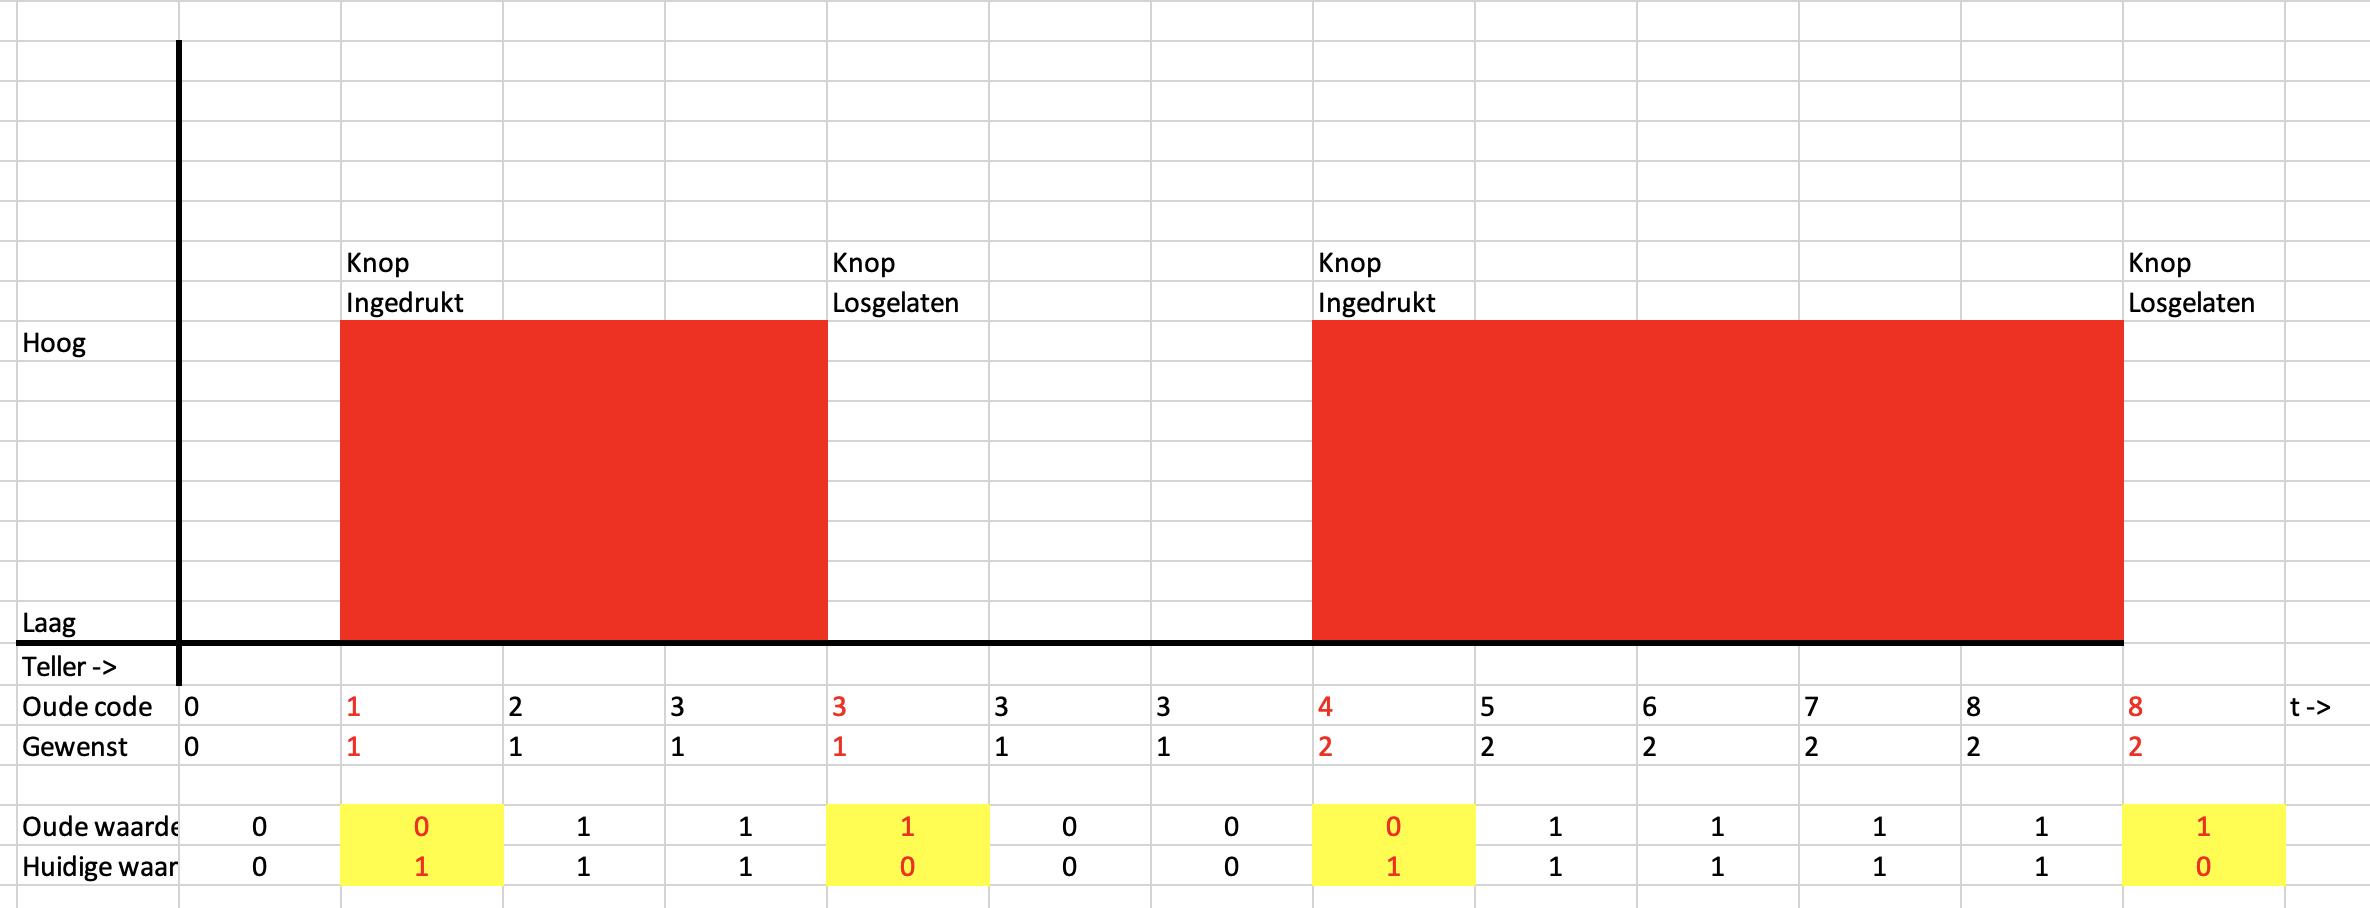 Knop Knop Knop Knop
Ingedrukt Losgelaten Ingedrukt Losgelaten
Hoog
Laag
Teller ->
Oude code 0 1 2 3 3 3 3 4 5 6 7 8 8 t ->
Gewenst 0 1 1 1 1 1 1 2 2 2 2 2 2
Oude waarde 0 0 1 1 1 0 0 0 1 1 1 1 1
Huidige waar 0 1 1 1 0 0 0 1 1 1 1 1 0